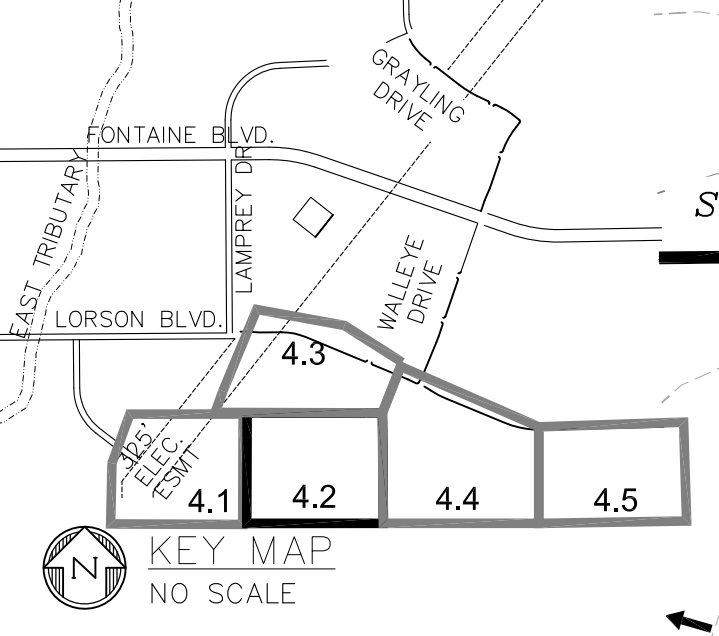 GRAYLING
DRIVE
FONTAINE BLVD.
LAMPREY DR
EAST TRIBUTAR
S
WALLEYE
DRIVE
LORSON BLVD.
4.3
325'
ELEC.
ESMT
4.1
4.2
4.4
4.5
N
KEY MAP
NO SCALE